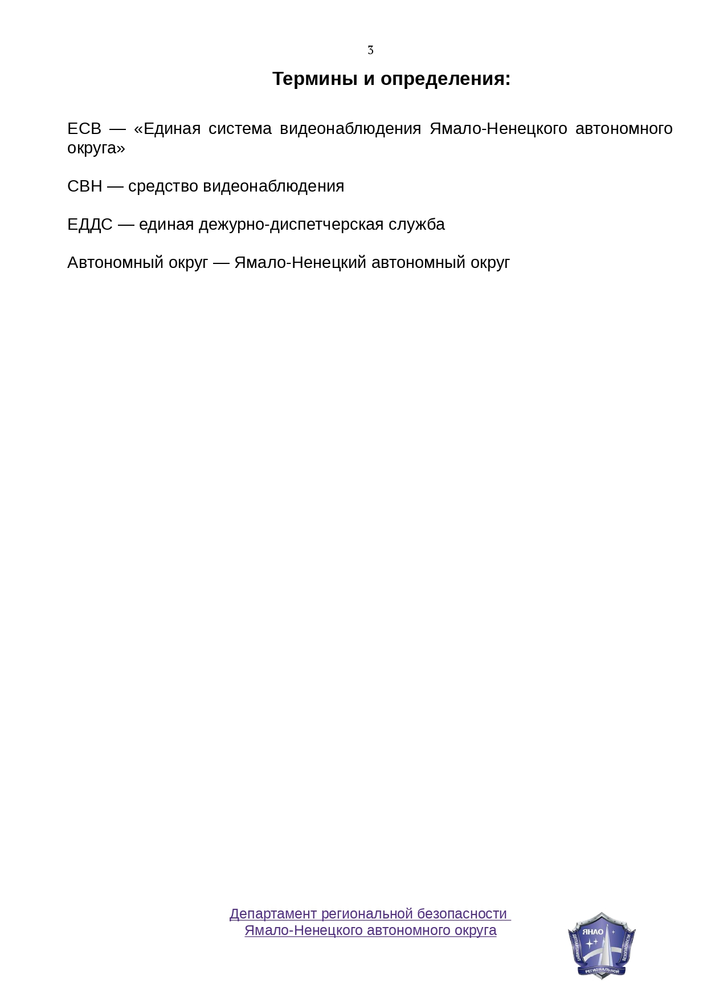 3
Термины и определения:
ЕСВ — «Единая система видеонаблюдения Ямало-Ненецкого автономного
округа»
СВН — средство видеонаблюдения
ЕДДС — единая дежурно-диспетчерская служба
Автономный округ — Ямало-Ненецкий автономный округ
Департамент региональной безопасности
Ямало-Ненецкого автономного округа
ЯНАО
ДЕПАРТАМЕНТ
РЕГИОНАЛЬНОЙ
БЕЗОПАСНОСТИ